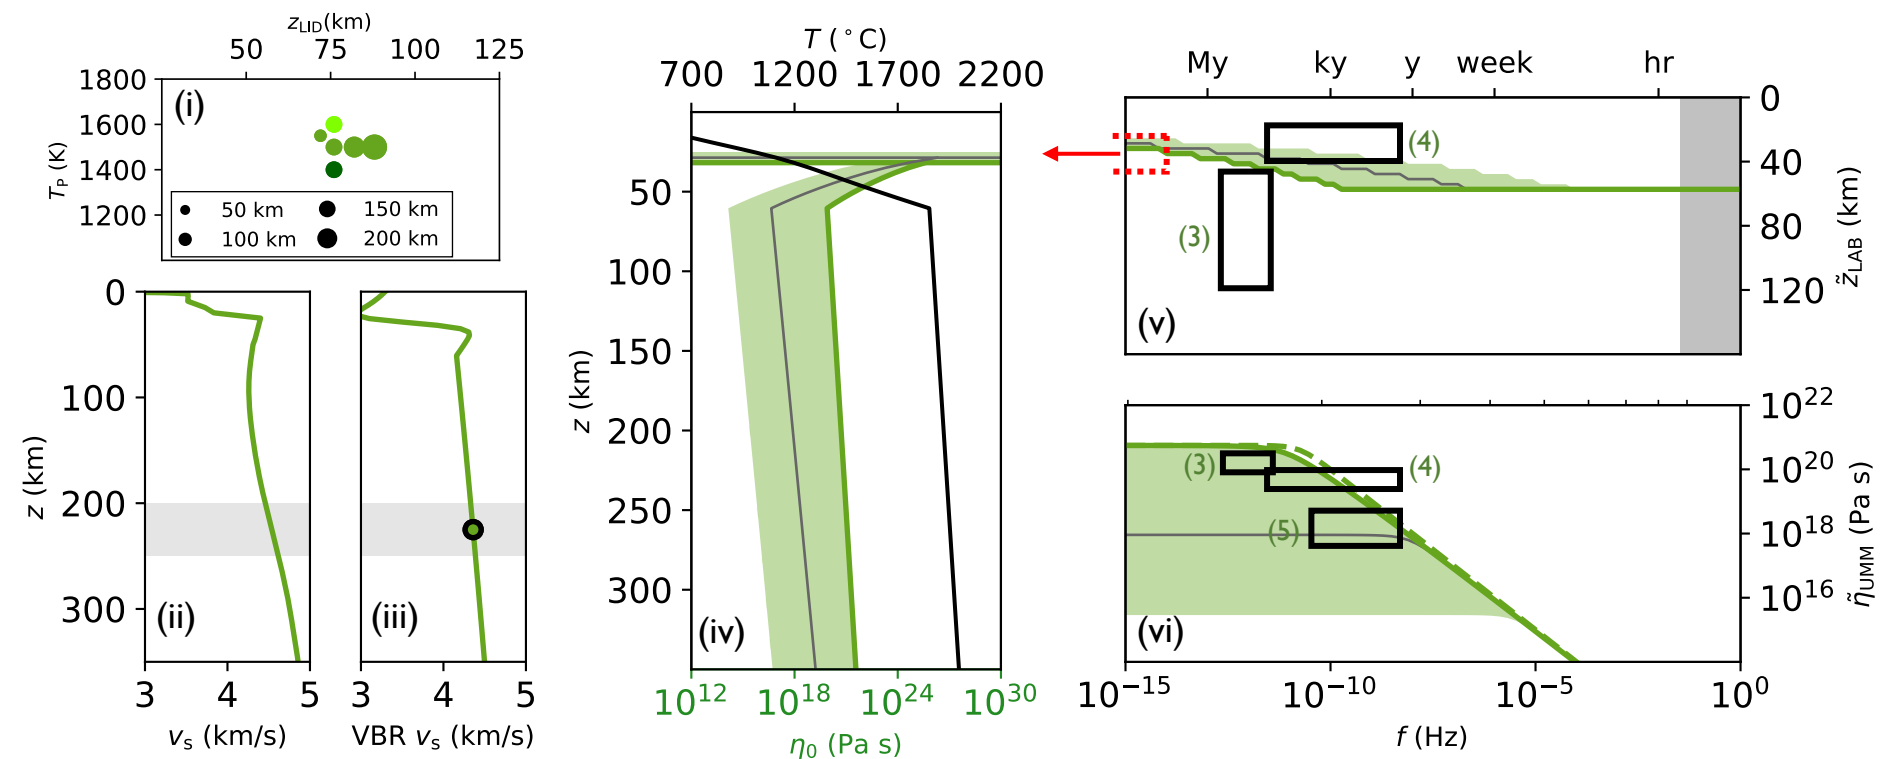 z_LID(km)
50 75 100 125
1800
1600
1400
1200
T_P (K)
(i)
50 km 150 km
100 km 200 km
0
100
200
300
z (km)
(ii)
3 4 5
v_s (km/s)
(iii)
3 4 5
VBR v_s (km/s)
T (°C)
700 1200 1700 2200
50
100
150
200
250
300
z (km)
(iv)
10^12 10^18 10^24 10^30
η_0 (Pa s)
My ky y week hr
0
40
80
120
z̃_LAB (km)
(4)
(3)
(v)
10^22
10^20
10^18
10^16
η̃_UMM (Pa s)
(3)
(4)
(5)
(vi)
10^−15 10^−10 10^−5 10^0
f (Hz)